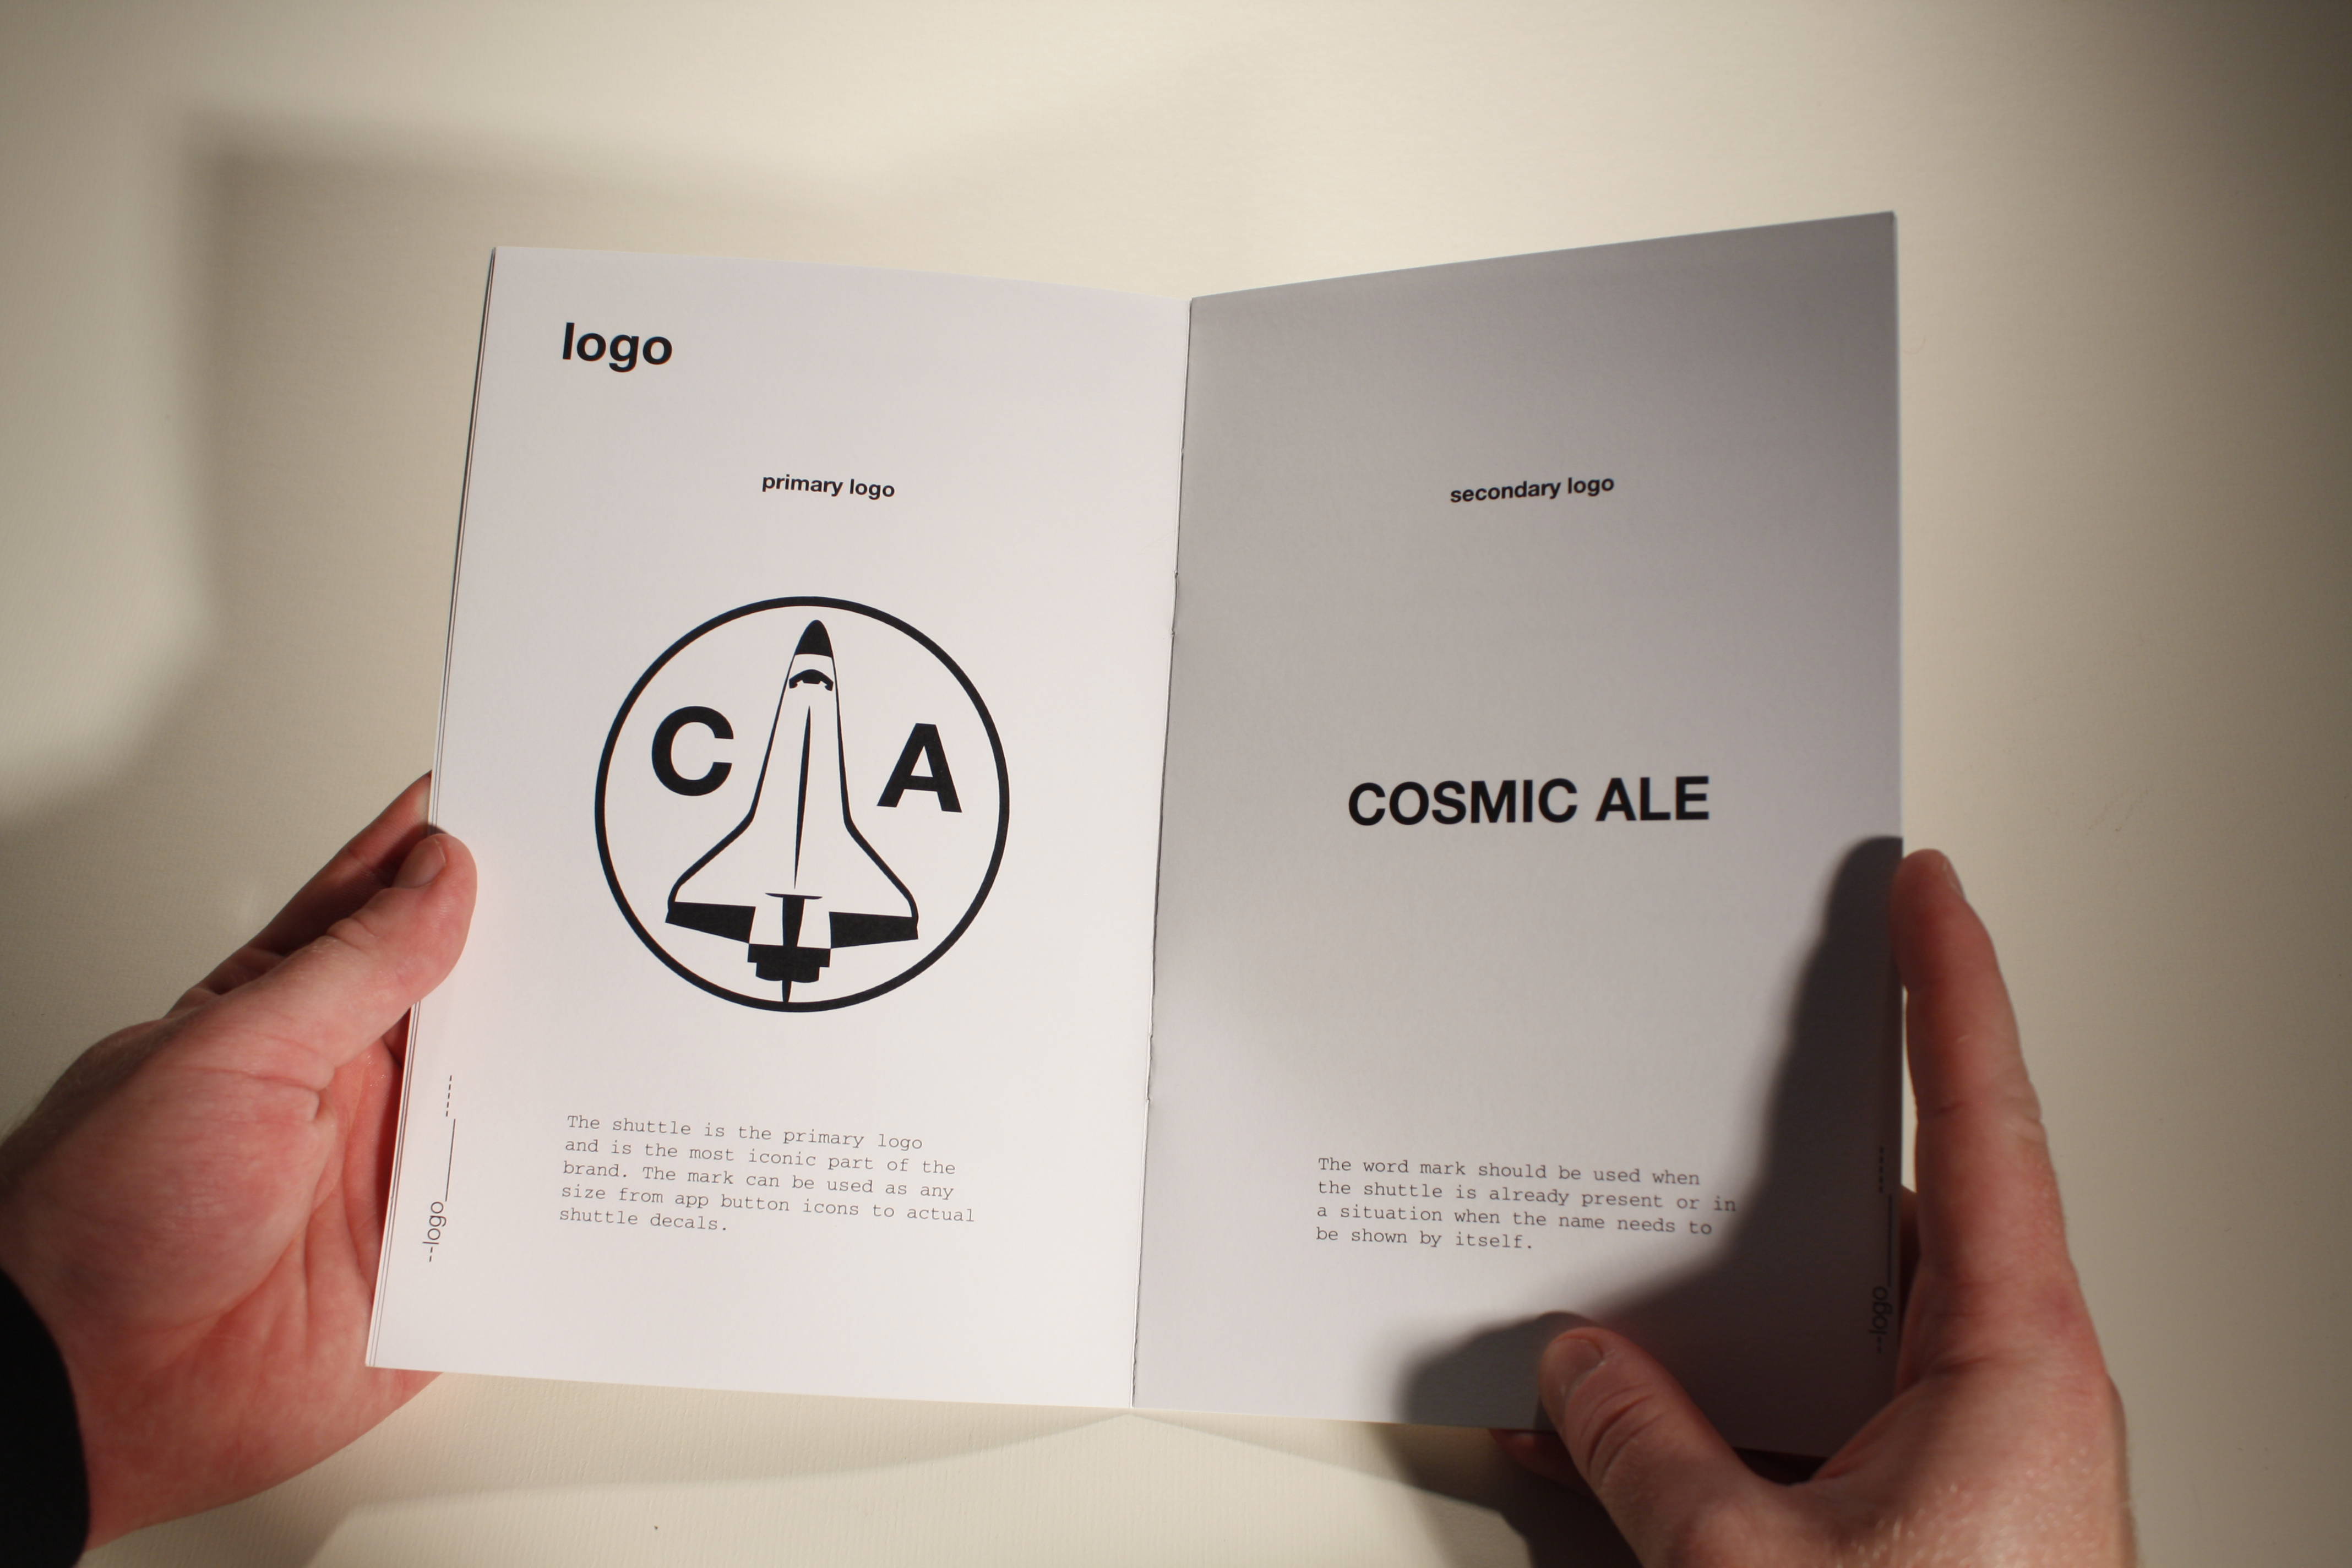 logo
primary logo
C A
The shuttle is the primary logo
and is the most iconic part of the
brand. The mark can be used as any
size from app button icons to actual
shuttle decals.
--logo______-----
secondary logo
COSMIC ALE
The word mark should be used when
the shuttle is already present or in
a situation when the name needs to
be shown by itself.
--logo______-----